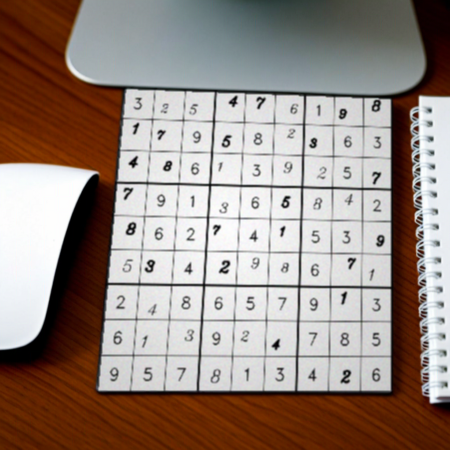 3 2 5 4 7 6 1 9 8
1 7 9 5 8 2 3 6 3
4 8 6 1 3 9 2 5 7
7 9 1 3 6 5 8 4 2
8 6 2 7 4 1 5 3 9
5 3 4 2 9 8 6 7 1
2 4 8 6 5 7 9 1 3
6 1 3 9 2 4 7 8 5
9 5 7 8 1 3 4 2 6